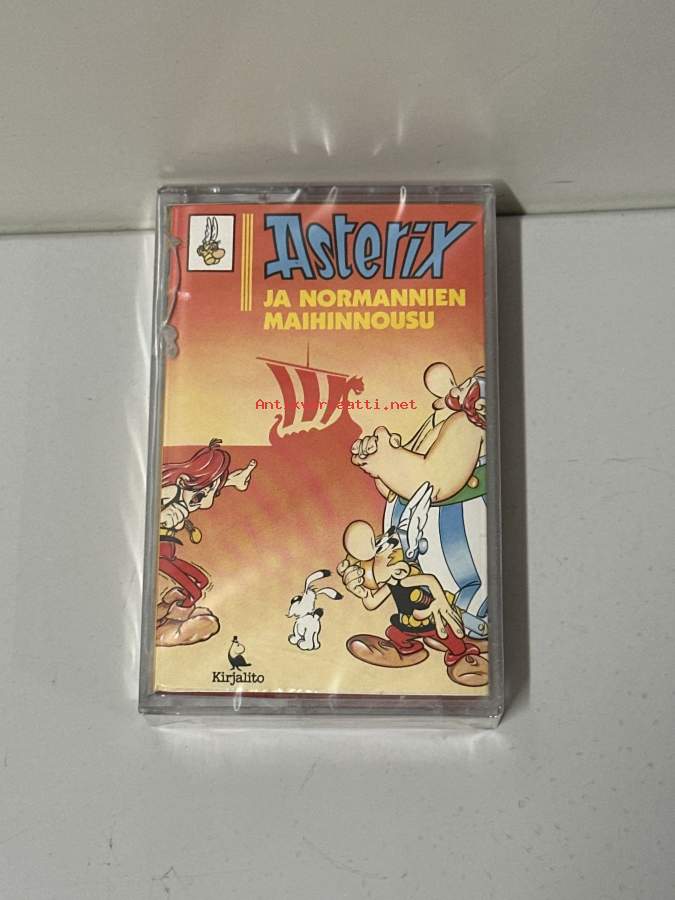 Asterix
JA NORMANNIEN
MAIHINNOUSU
Antikvariaatti.net
Kirjalito